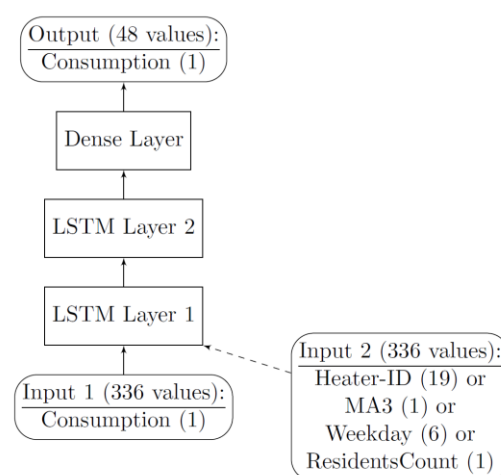 Output (48 values):
Consumption (1)
Dense Layer
LSTM Layer 2
LSTM Layer 1
Input 1 (336 values):
Consumption (1)
Input 2 (336 values):
Heater-ID (19) or
MA3 (1) or
Weekday (6) or
ResidentsCount (1)